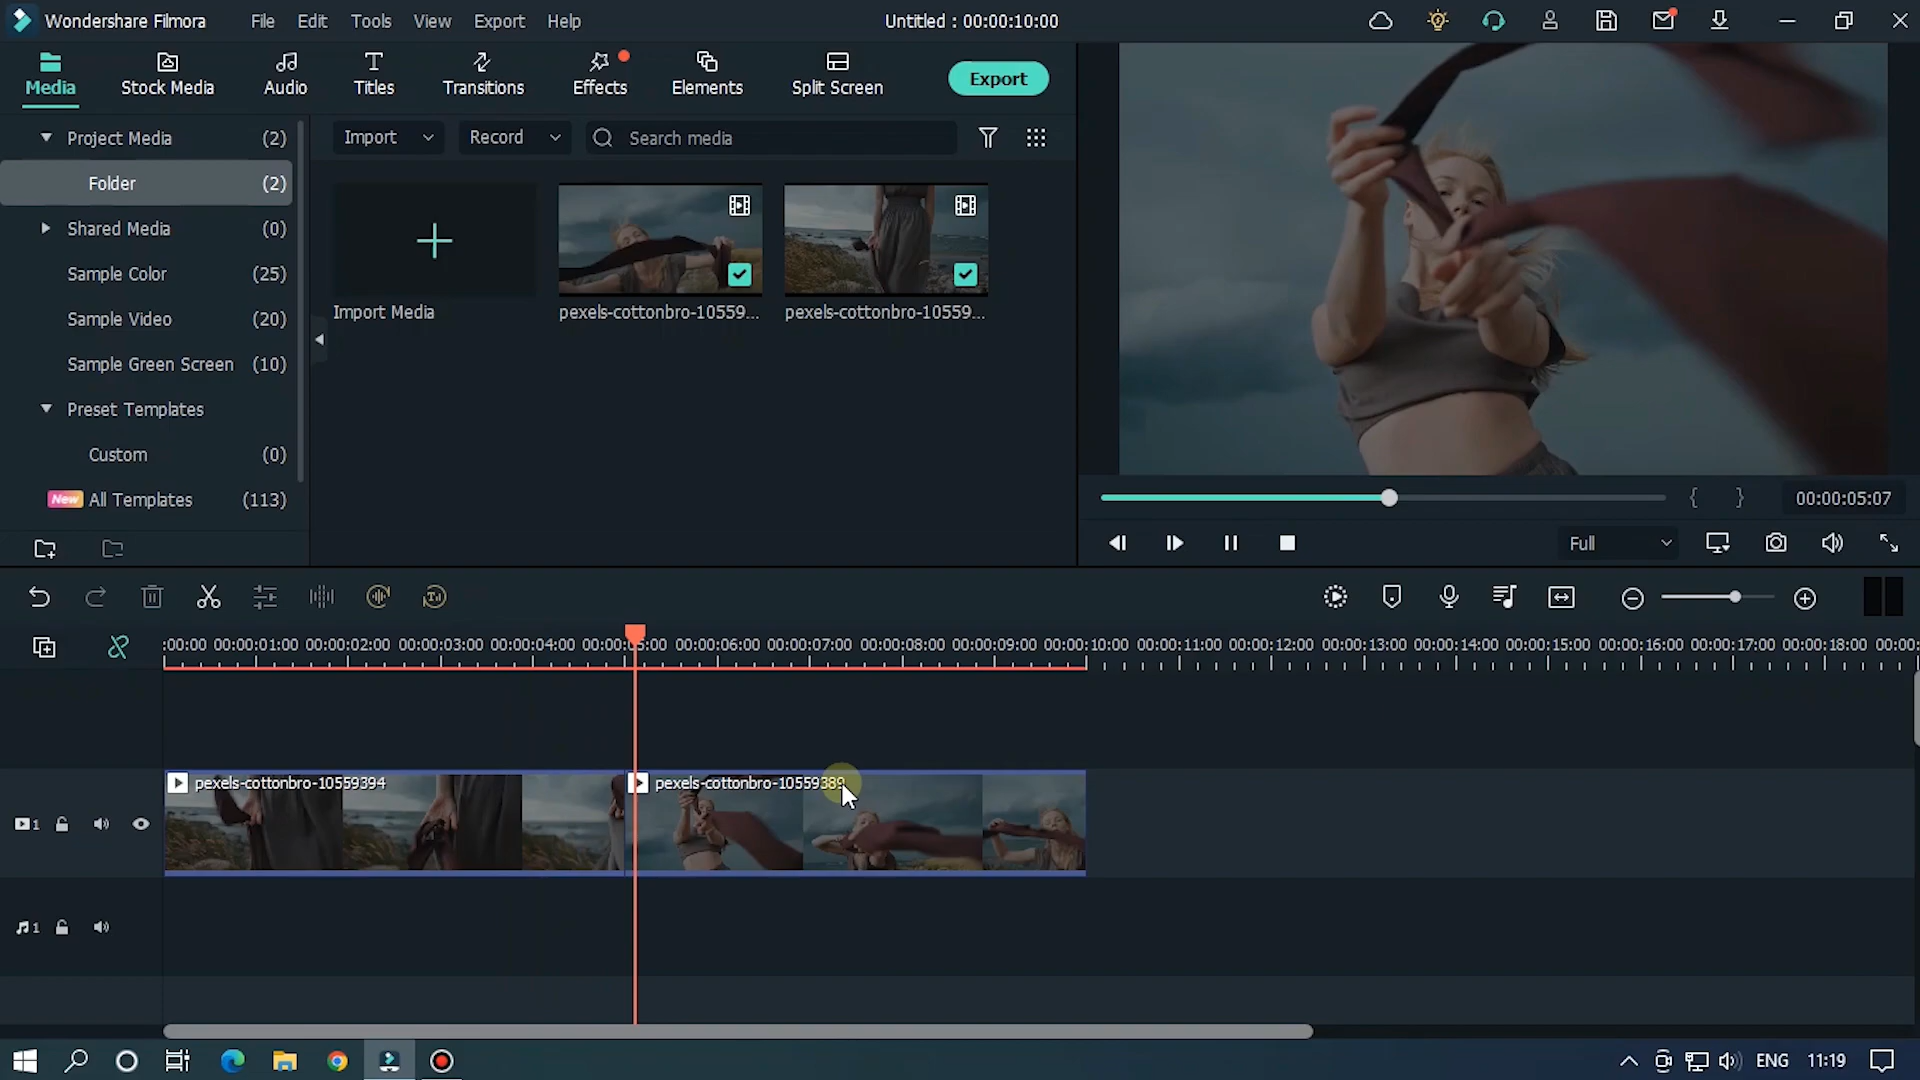 Wondershare Filmora File Edit Tools View Export Help Untitled : 00:00:10:00
Media Stock Media Audio Titles Transitions Effects Elements Split Screen Export
Project Media (2) Import Record Search media
Folder (2)
Shared Media (0)
Sample Color (25)
Sample Video (20)
Sample Green Screen (10)
Preset Templates
Custom (0)
New All Templates (113)
Import Media pexels-cottonbro-10559... pexels-cottonbro-10559...
00:00:05:07
Full
:00:00 00:00:01:00 00:00:02:00 00:00:03:00 00:00:04:00 00:00:05:00 00:00:06:00 00:00:07:00 00:00:08:00 00:00:09:00 00:00:10:00 00:00:11:00 00:00:12:00 00:00:13:00 00:00:14:00 00:00:15:00 00:00:16:00 00:00:17:00 00:00:18:00 00:00:
pexels-cottonbro-10559394 pexels-cottonbro-10559389
1
1
ENG 11:19